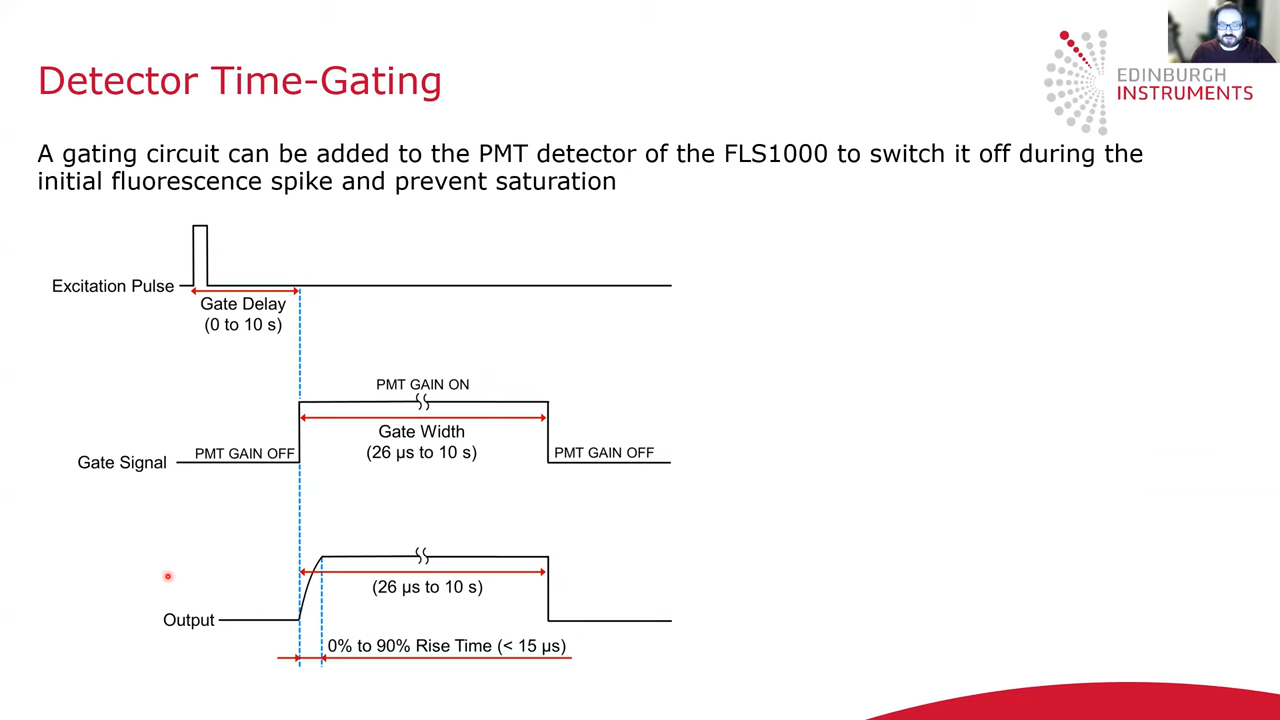 Detector Time-Gating
EDINBURGH
INSTRUMENTS
A gating circuit can be added to the PMT detector of the FLS1000 to switch it off during the
initial fluorescence spike and prevent saturation
Excitation Pulse
Gate Delay
(0 to 10 s)
PMT GAIN ON
Gate Width
(26 µs to 10 s)
Gate Signal
PMT GAIN OFF
PMT GAIN OFF
(26 µs to 10 s)
Output
0% to 90% Rise Time (< 15 µs)